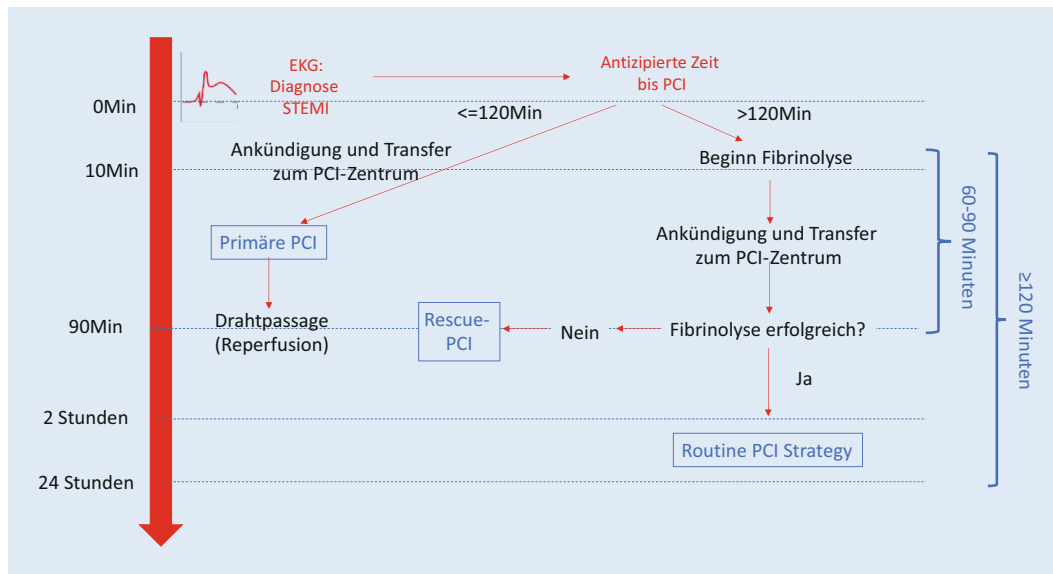 EKG:
Diagnose
STEMI
Antizipierte Zeit
bis PCI
0Min
<=120Min
>120Min
Ankündigung und Transfer
zum PCI-Zentrum
Beginn Fibrinolyse
10Min
Primäre PCI
Ankündigung und Transfer
zum PCI-Zentrum
60-90 Minuten
≥120 Minuten
90Min
Drahtpassage
(Reperfusion)
Rescue-
PCI
Nein
Fibrinolyse erfolgreich?
Ja
2 Stunden
Routine PCI Strategy
24 Stunden